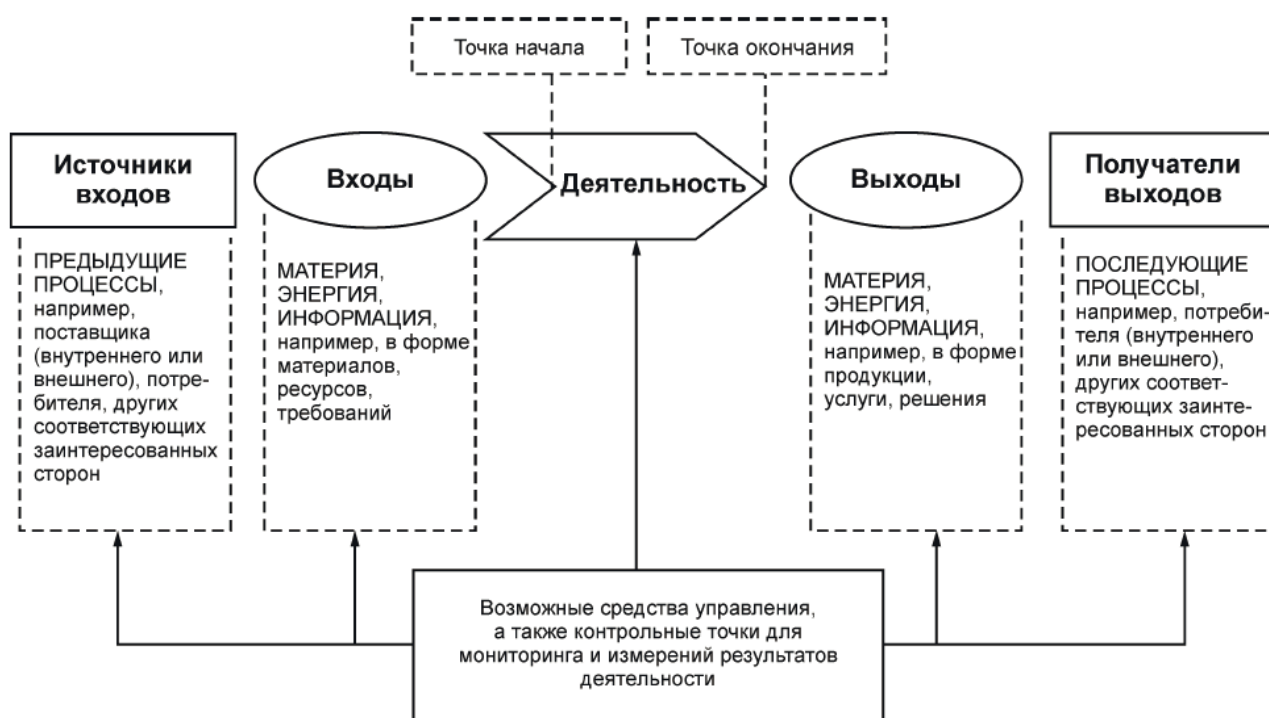 Точка начала
Точка окончания
Источники
входов
Входы
Деятельность
Выходы
Получатели
выходов
ПРЕДЫДУЩИЕ
ПРОЦЕССЫ,
например,
поставщика
(внутреннего или
внешнего), потре-
бителя, других
соответствующих
заинтересованных
сторон
МАТЕРИЯ,
ЭНЕРГИЯ,
ИНФОРМАЦИЯ,
например, в форме
материалов,
ресурсов,
требований
МАТЕРИЯ,
ЭНЕРГИЯ,
ИНФОРМАЦИЯ,
например, в форме
продукции,
услуги, решения
ПОСЛЕДУЮЩИЕ
ПРОЦЕССЫ,
например, потреби-
теля (внутреннего
или внешнего),
других соответ-
ствующих заинте-
ресованных сторон
Возможные средства управления,
а также контрольные точки для
мониторинга и измерений результатов
деятельности